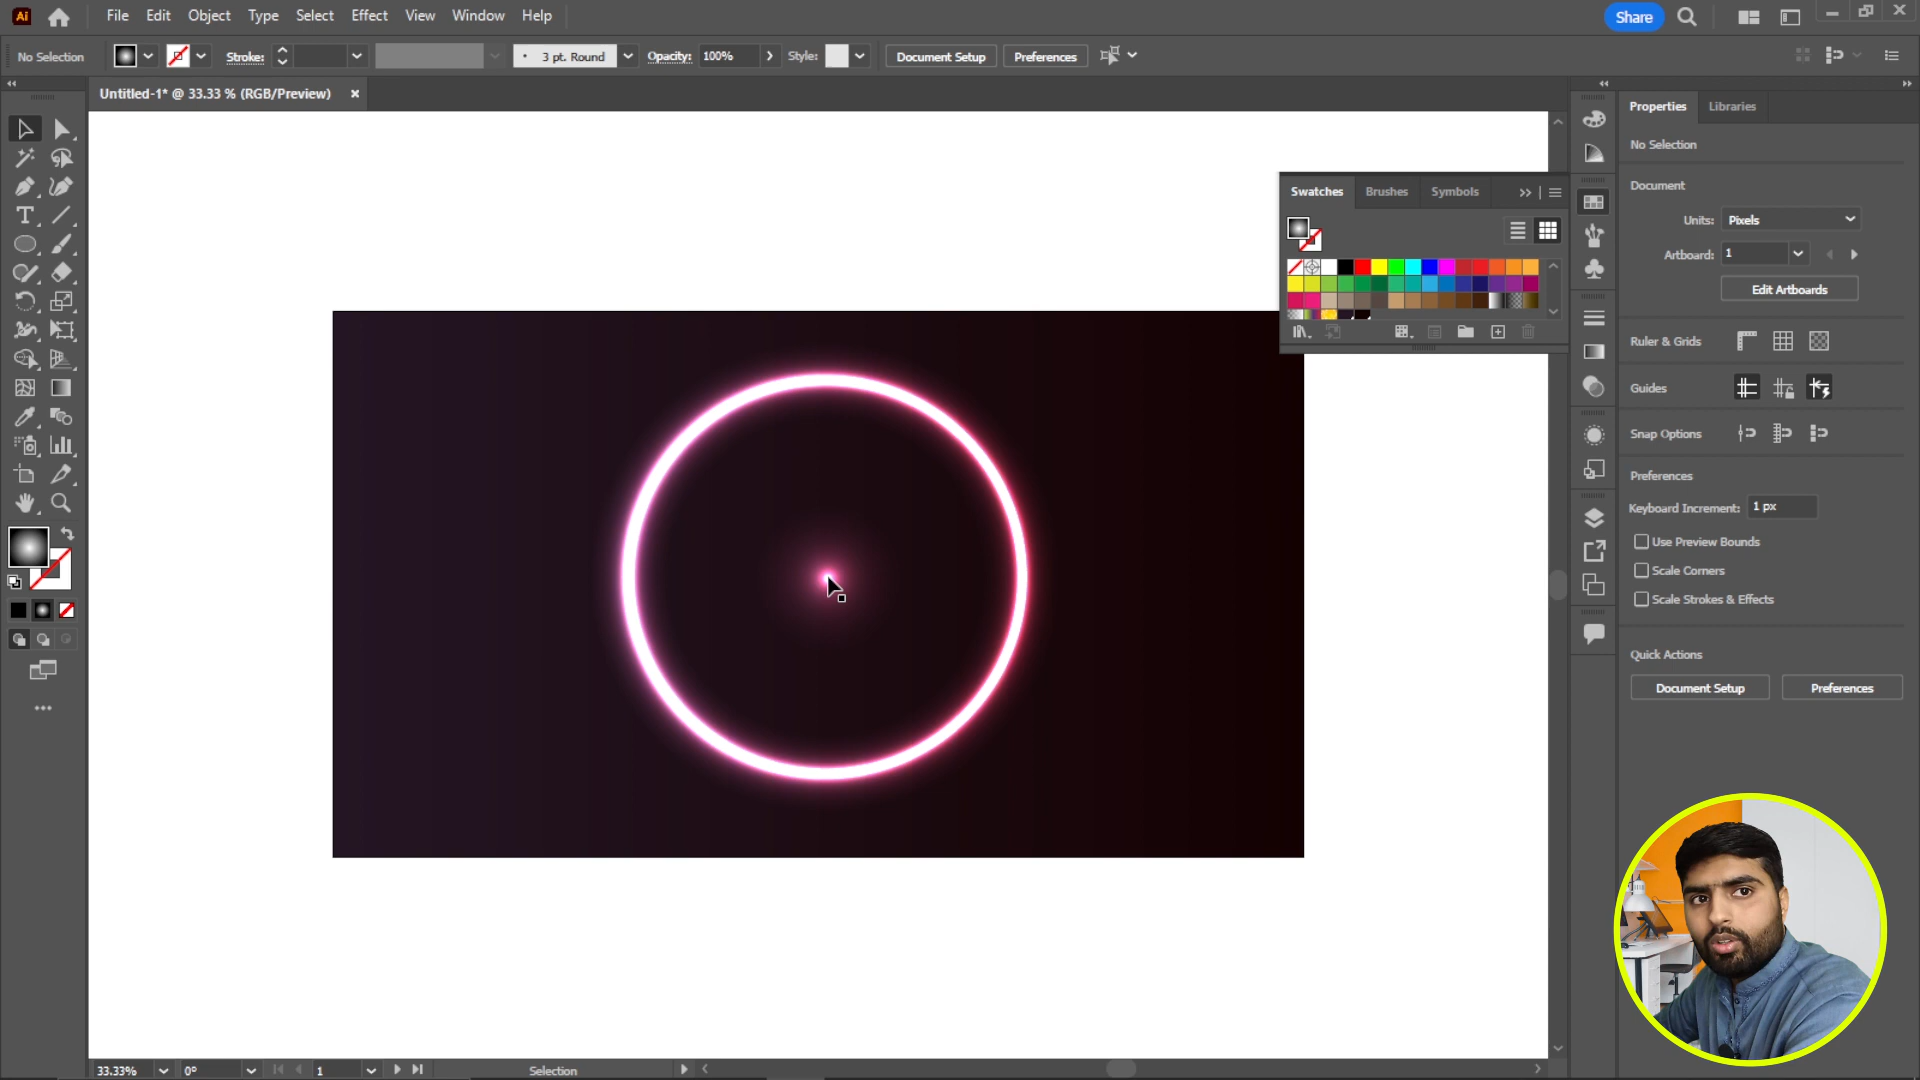 Ai File Edit Object Type Select Effect View Window Help Share
No Selection Stroke: 3 pt. Round Opacity: 100% Style: Document Setup Preferences
Untitled-1* @ 33.33 % (RGB/Preview)
Properties Libraries
No Selection
Document
Units: Pixels
Artboard: 1
Edit Artboards
Ruler & Grids
Guides
Snap Options
Preferences
Keyboard Increment: 1 px
Use Preview Bounds
Scale Corners
Scale Strokes & Effects
Quick Actions
Document Setup Preferences
Swatches Brushes Symbols
33.33% 0° 1 Selection